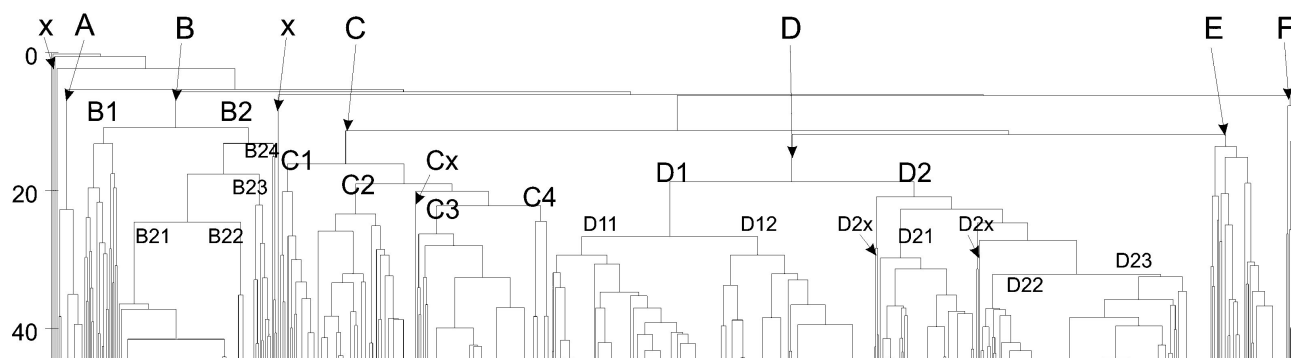 x A B x C D E F
0
B1 B2
B24
C1 Cx D1 D2
C2
20 B23
C4
C3
D11 D12 D2x D2x
B21 B22 D21
D23
D22
40